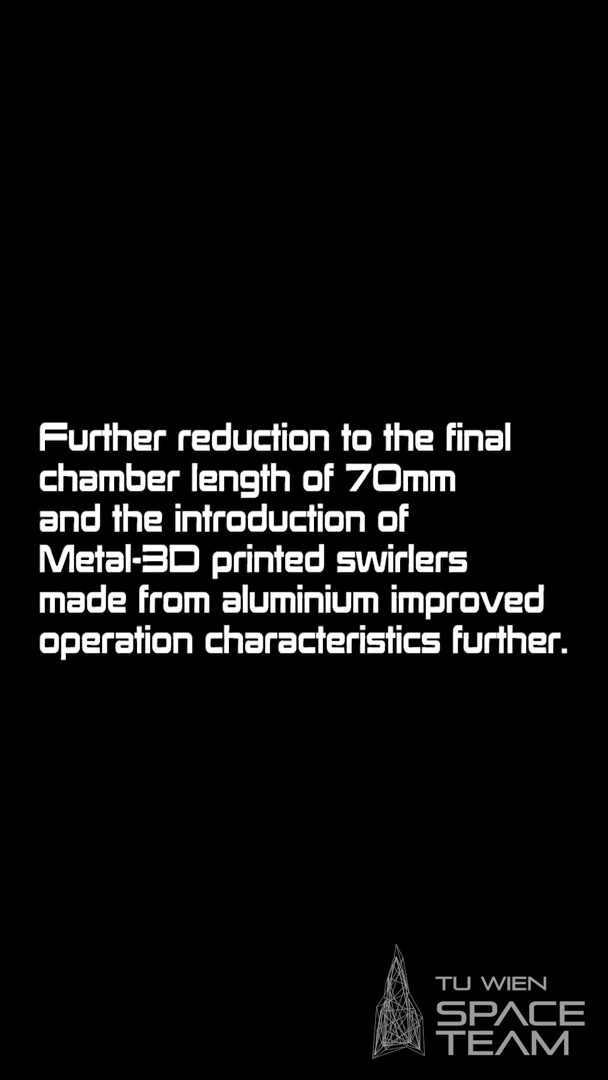 Further reduction to the final
chamber length of 70mm
and the introduction of
Metal-3D printed swirlers
made from aluminium improved
operation characteristics further.
TU WIEN
SPACE
TEAM